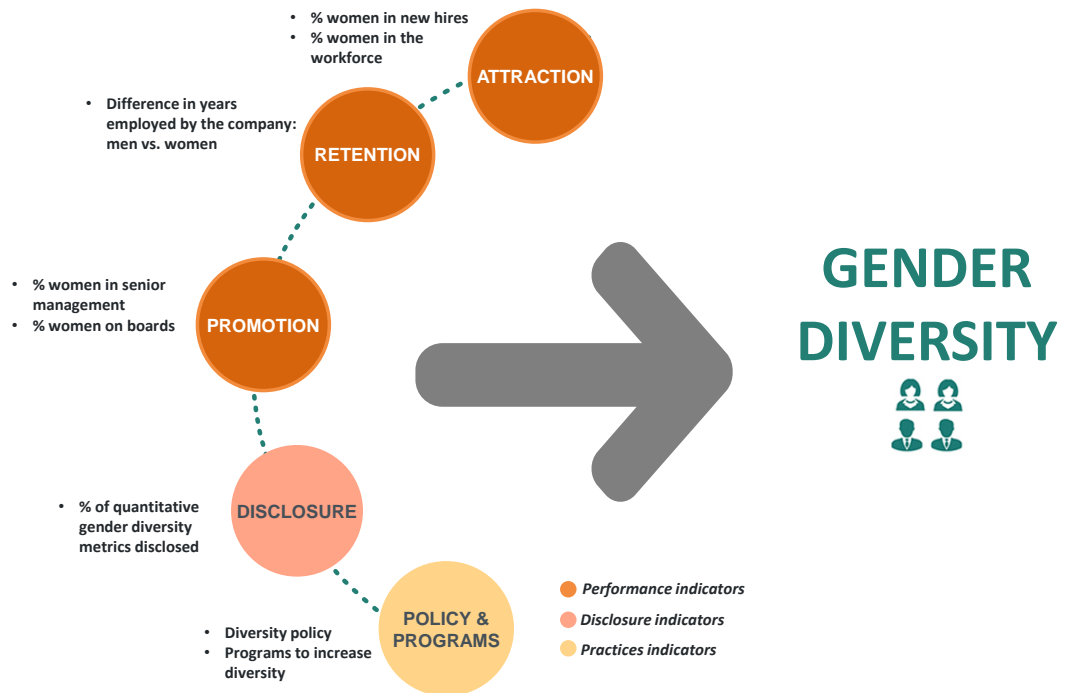 • % women in new hires
• % women in the
workforce
ATTRACTION
• Difference in years
employed by the company:
men vs. women
RETENTION
• % women in senior
management
• % women on boards
PROMOTION
GENDER
DIVERSITY
• % of quantitative
gender diversity
metrics disclosed
DISCLOSURE
• Diversity policy
• Programs to increase
diversity
POLICY &
PROGRAMS
Performance indicators
Disclosure indicators
Practices indicators